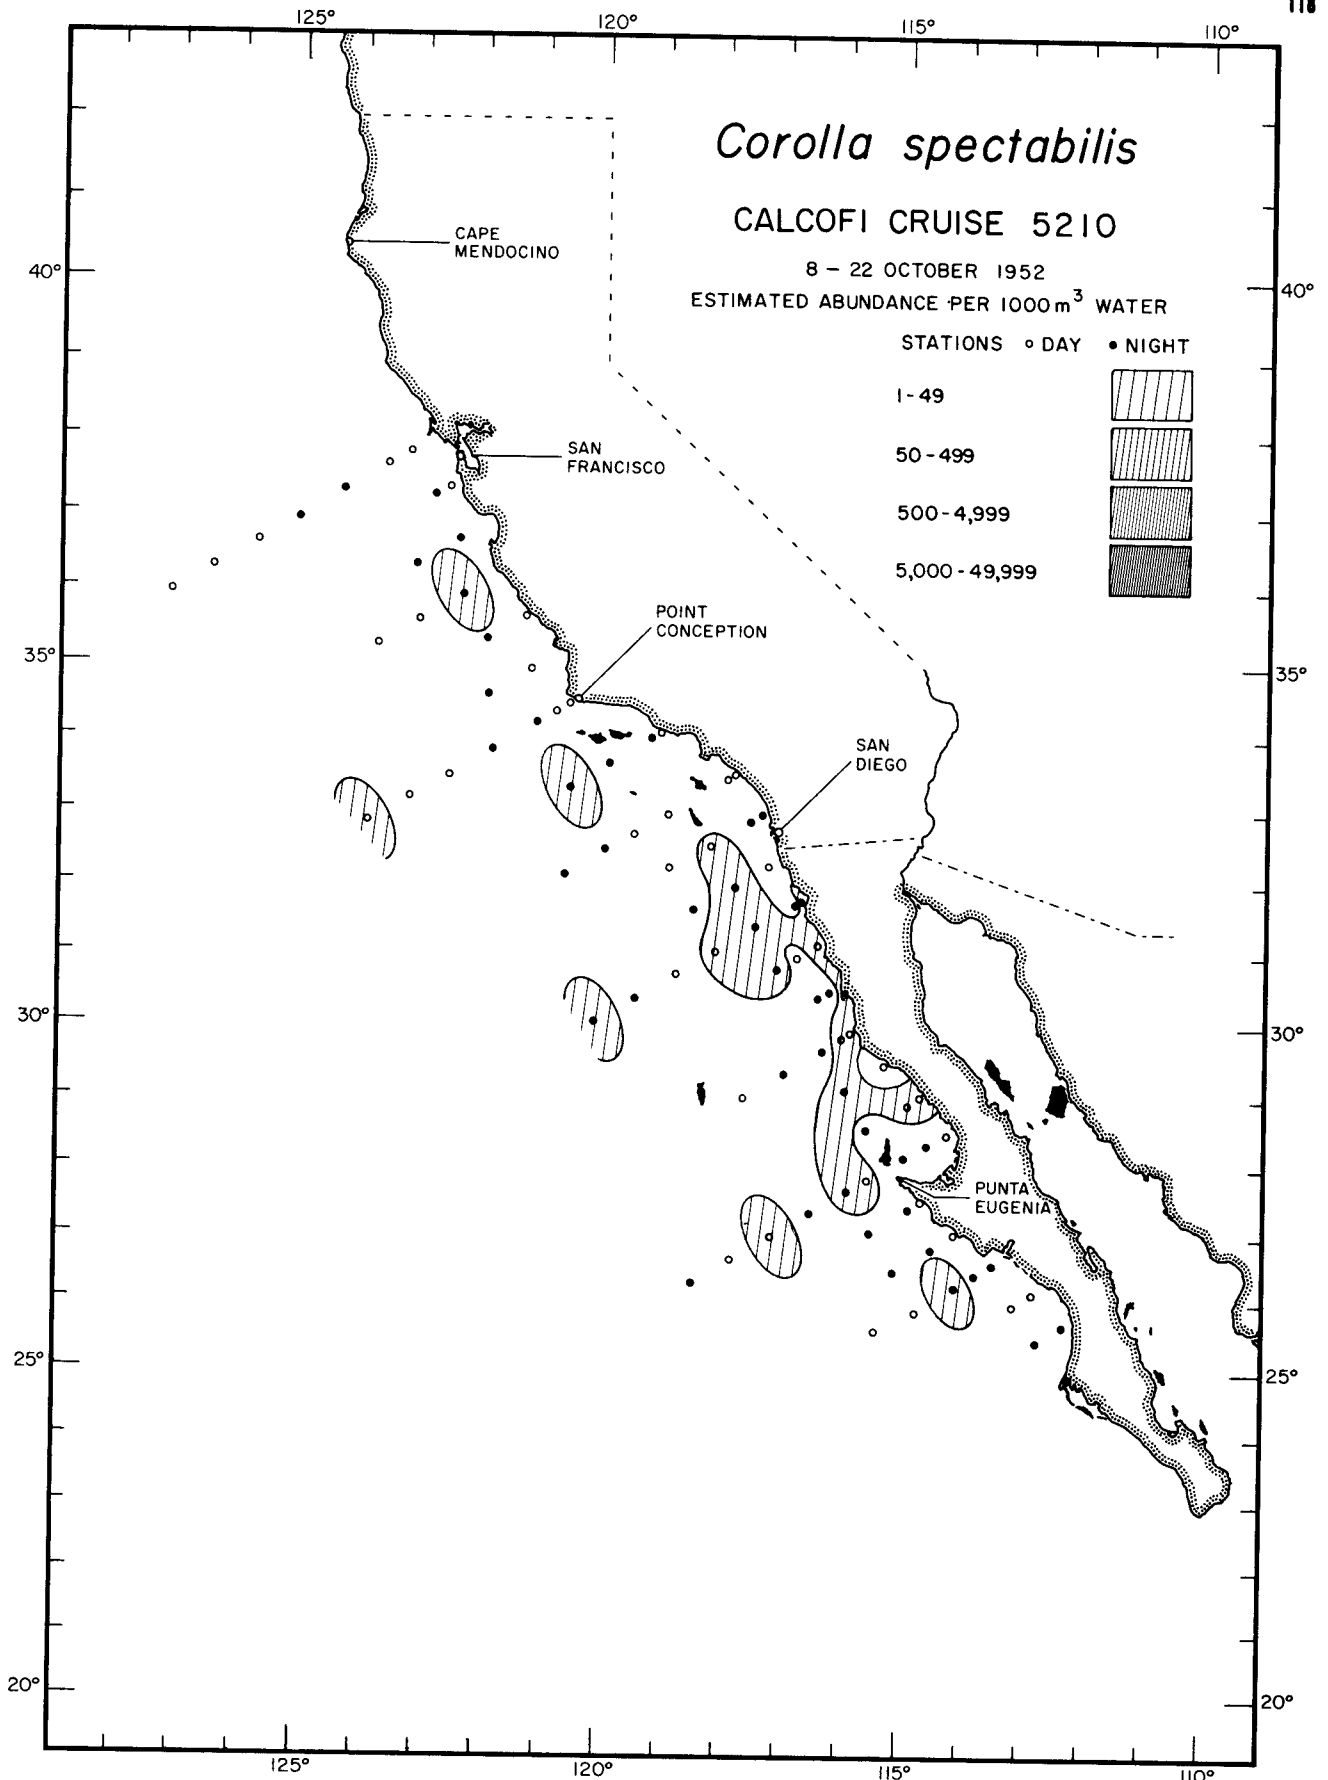 118
125°
120°
115°
110°
Corolla spectabilis
CALCOFI CRUISE 5210
8 – 22 OCTOBER 1952
ESTIMATED ABUNDANCE PER 1000 m³ WATER
STATIONS ○ DAY ● NIGHT
1-49
50-499
500-4,999
5,000-49,999
CAPE
MENDOCINO
40°
40°
SAN
FRANCISCO
POINT
CONCEPTION
35°
35°
SAN
DIEGO
30°
30°
PUNTA
EUGENIA
25°
25°
20°
20°
125°
120°
115°
110°